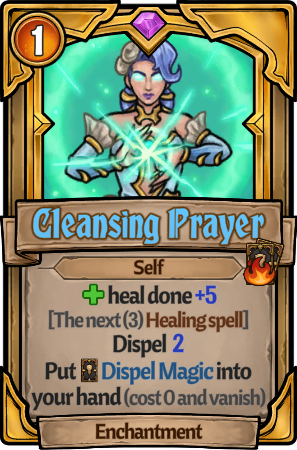 1
Cleansing Prayer
Self
heal done +5
[The next (3) Healing spell]
Dispel 2
Put Dispel Magic into
your hand (cost 0 and vanish)
Enchantment